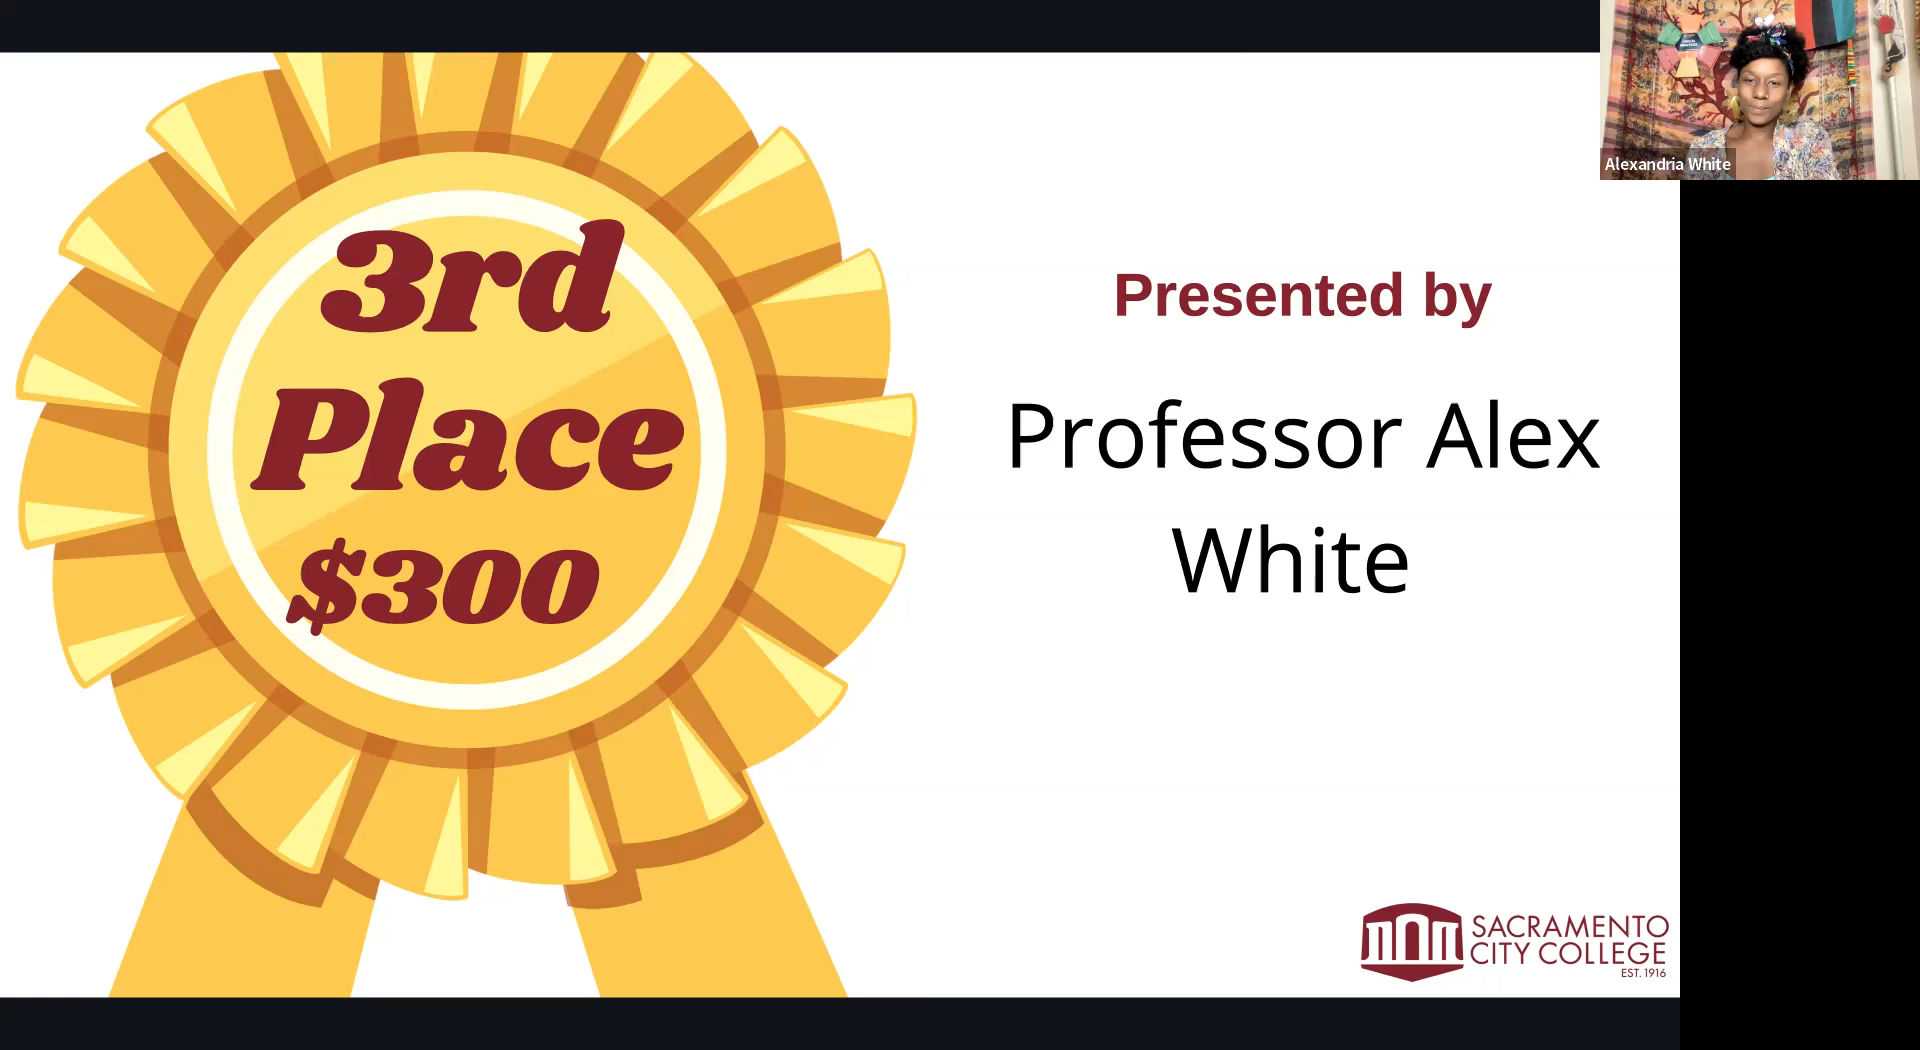 3rd
Place
$300
Presented by
Professor Alex
White
SACRAMENTO
CITY COLLEGE
EST. 1916
Alexandria White